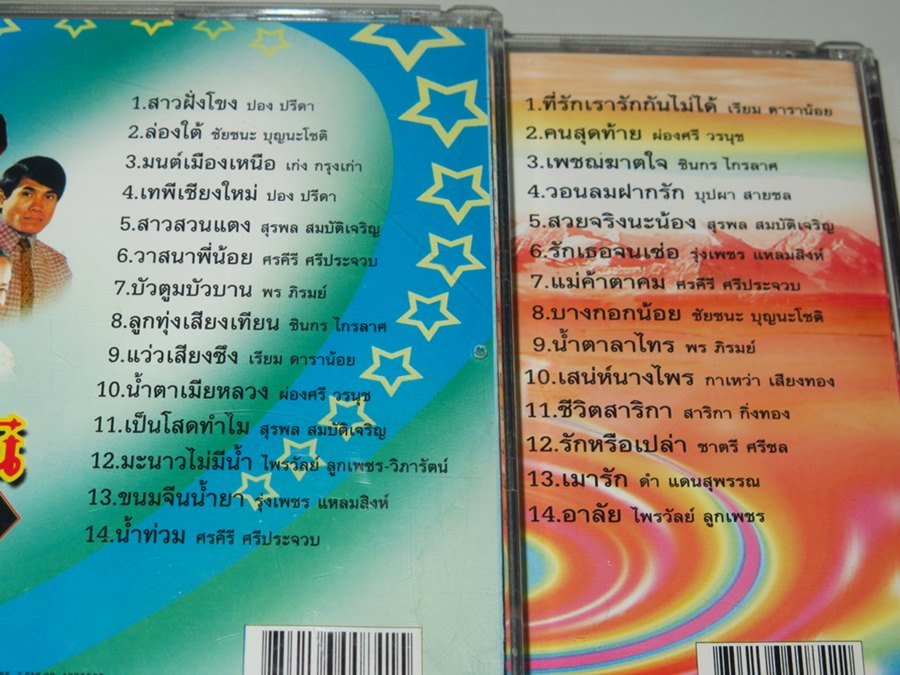 1.สาวฝั่งโขง ปอง ปรีดา
2.ล่องใต้ ชัยชนะ บุญนะโชติ
3.มนต์เมืองเหนือ เก่ง กรุงเก่า
4.เทพีเชียงใหม่ ปอง ปรีดา
5.สาวสวนแตง สุรพล สมบัติเจริญ
6.วาสนาพี่น้อย ศรคีรี ศรีประจวบ
7.บัวตูมบัวบาน พร ภิรมย์
8.ลูกทุ่งเสียงเทียน ชินกร ไกรลาศ
9.แว่วเสียงซึง เรียม ดาราน้อย
10.น้ำตาเมียหลวง ผ่องศรี วรนุช
11.เป็นโสดทำไม สุรพล สมบัติเจริญ
12.มะนาวไม่มีน้ำ ไพรวัลย์ ลูกเพชร-วิภารัตน์
13.ขนมจีนน้ำยา รุ่งเพชร แหลมสิงห์
14.น้ำท่วม ศรคีรี ศรีประจวบ
1.ที่รักเรารักกันไม่ได้ เรียม ดาราน้อย
2.คนสุดท้าย ผ่องศรี วรนุช
3.เพชฌฆาตใจ ชินกร ไกรลาศ
4.วอนลมฝากรัก บุปผา สายชล
5.สวยจริงนะน้อง สุรพล สมบัติเจริญ
6.รักเธอจนเซ่อ รุ่งเพชร แหลมสิงห์
7.แม่ค้าตาคม ศรคีรี ศรีประจวบ
8.บางกอกน้อย ชัยชนะ บุญนะโชติ
9.น้ำตาลาไทร พร ภิรมย์
10.เสน่ห์นางไพร กาเหว่า เสียงทอง
11.ชีวิตสาริกา สาริกา กิ่งทอง
12.รักหรือเปล่า ชาตรี ศรีชล
13.เมารัก ดำ แดนสุพรรณ
14.อาลัย ไพรวัลย์ ลูกเพชร